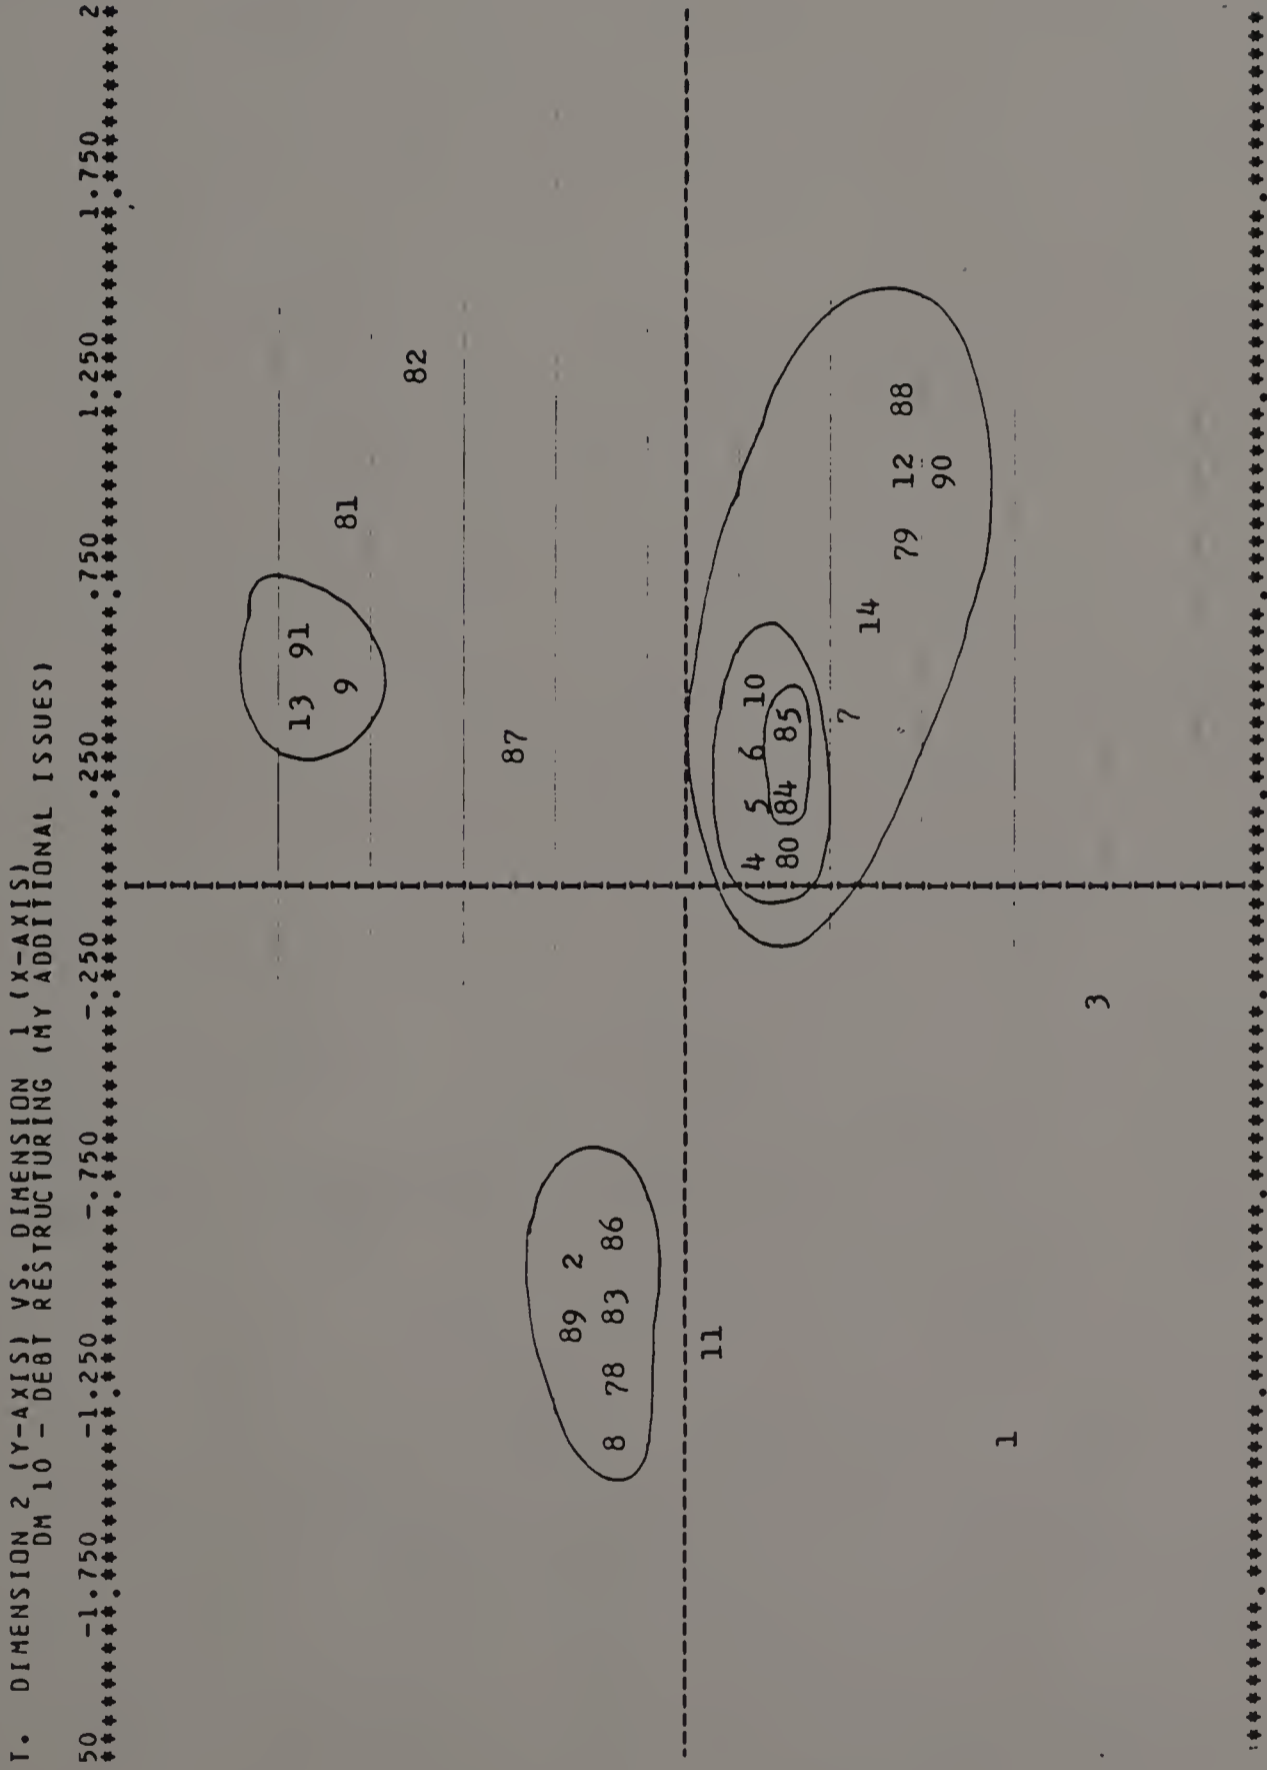 T. DIMENSION 2 (Y-AXIS) VS. DIMENSION 1 (X-AXIS)
DM 10 - DEBT RESTRUCTURING (MY ADDITIONAL ISSUES)
50 -1.750 -1.250 -.750 -.250 .250 .750 1.250 1.750 2
13 91
9 81
82
87
89 2
8 78 83 86
11
4 5 6 10
80 84 85
7
14
79 12 88
90
1
3